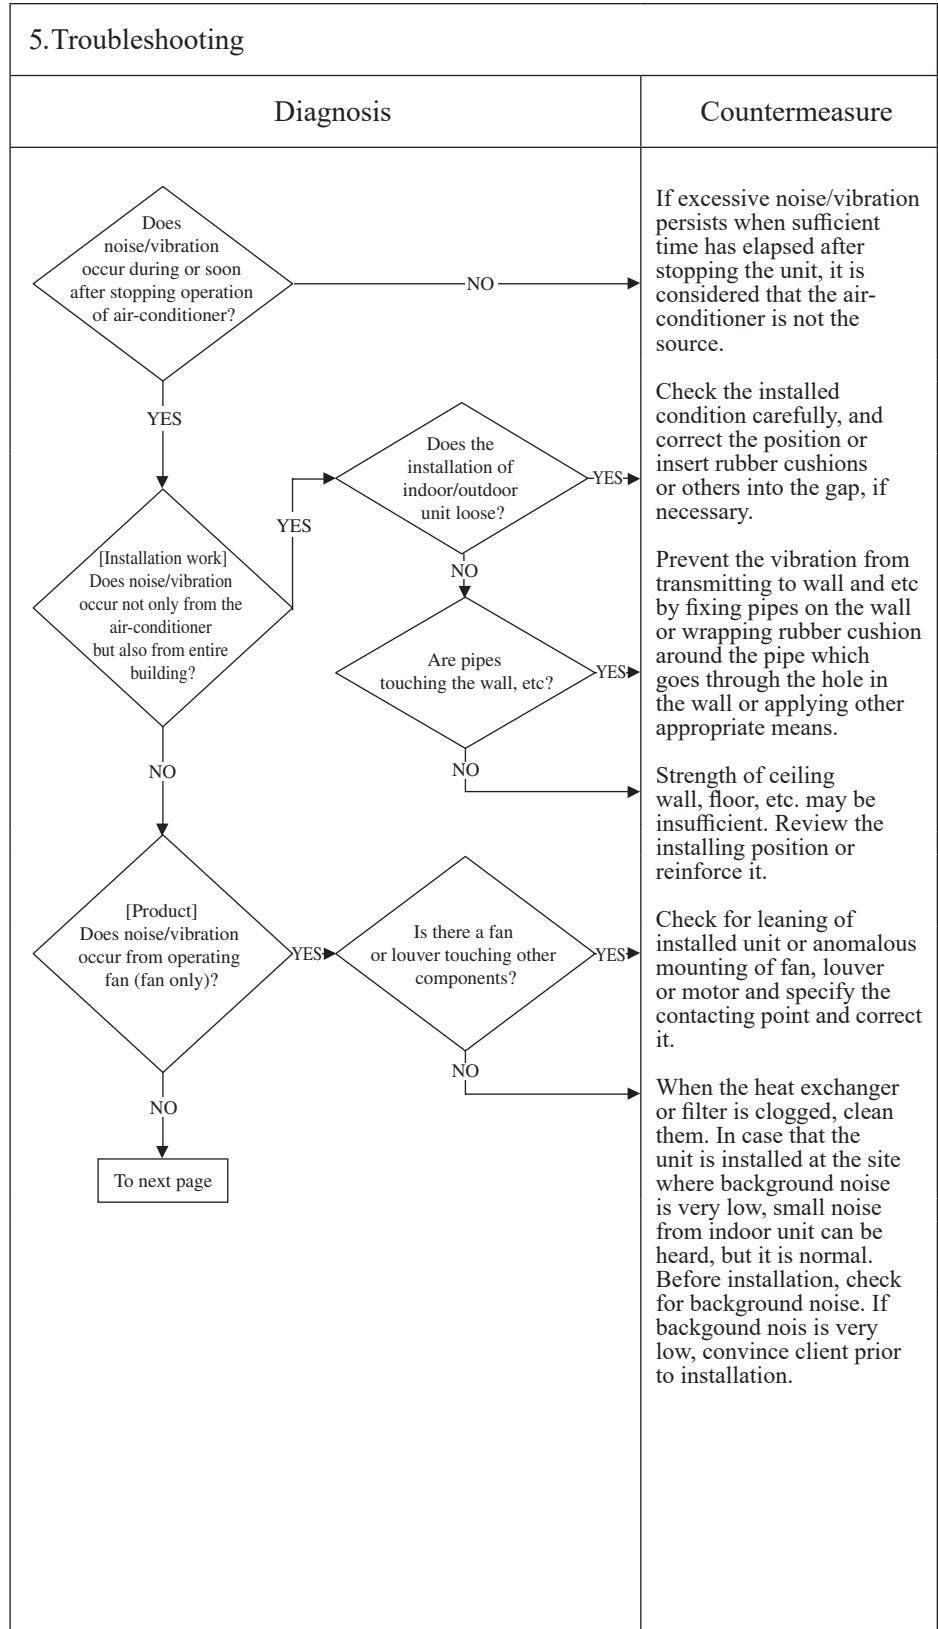 5.Troubleshooting
Diagnosis
Countermeasure
Does
noise/vibration
occur during or soon
after stopping operation
of air-conditioner?
NO
If excessive noise/vibration
persists when sufficient
time has elapsed after
stopping the unit, it is
considered that the air-
conditioner is not the
source.
YES
Does the
installation of
indoor/outdoor
unit loose?
YES
Check the installed
condition carefully, and
correct the position or
insert rubber cushions
or others into the gap, if
necessary.
YES
[Installation work]
Does noise/vibration
occur not only from the
air-conditioner
but also from entire
building?
NO
Are pipes
touching the wall, etc?
YES
Prevent the vibration from
transmitting to wall and etc
by fixing pipes on the wall
or wrapping rubber cushion
around the pipe which
goes through the hole in
the wall or applying other
appropriate means.
NO
NO
Strength of ceiling
wall, floor, etc. may be
insufficient. Review the
installing position or
reinforce it.
[Product]
Does noise/vibration
occur from operating
fan (fan only)?
YES
Is there a fan
or louver touching other
components?
YES
Check for leaning of
installed unit or anomalous
mounting of fan, louver
or motor and specify the
contacting point and correct
it.
NO
NO
When the heat exchanger
or filter is clogged, clean
them. In case that the
unit is installed at the site
where background noise
is very low, small noise
from indoor unit can be
heard, but it is normal.
Before installation, check
for background noise. If
backgound nois is very
low, convince client prior
to installation.
To next page